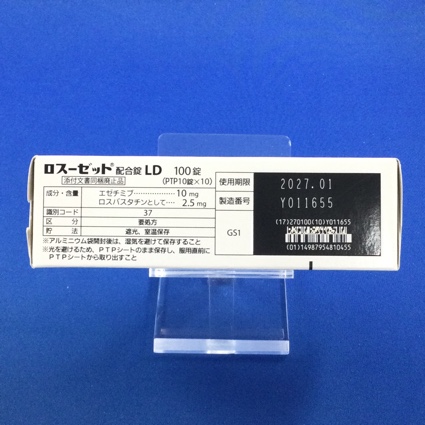 ロスーゼット® 配合錠 LD 100錠
添付文書同梱廃止品 (PTP10錠×10)
成分・含量 エゼチミブ 10 mg
ロスバスタチンとして 2.5 mg
識別コード 37
区分 要処方
貯法 遮光、室温保存
※アルミニウム袋開封後は、湿気を避けて保存すること
※光を避けるため、PTPシートのまま保存し、服用直前に
PTPシートから取り出すこと
使用期限 2027.01
製造番号 Y011655
GS1
(17)270100(10)Y011655
(01)14987954810455